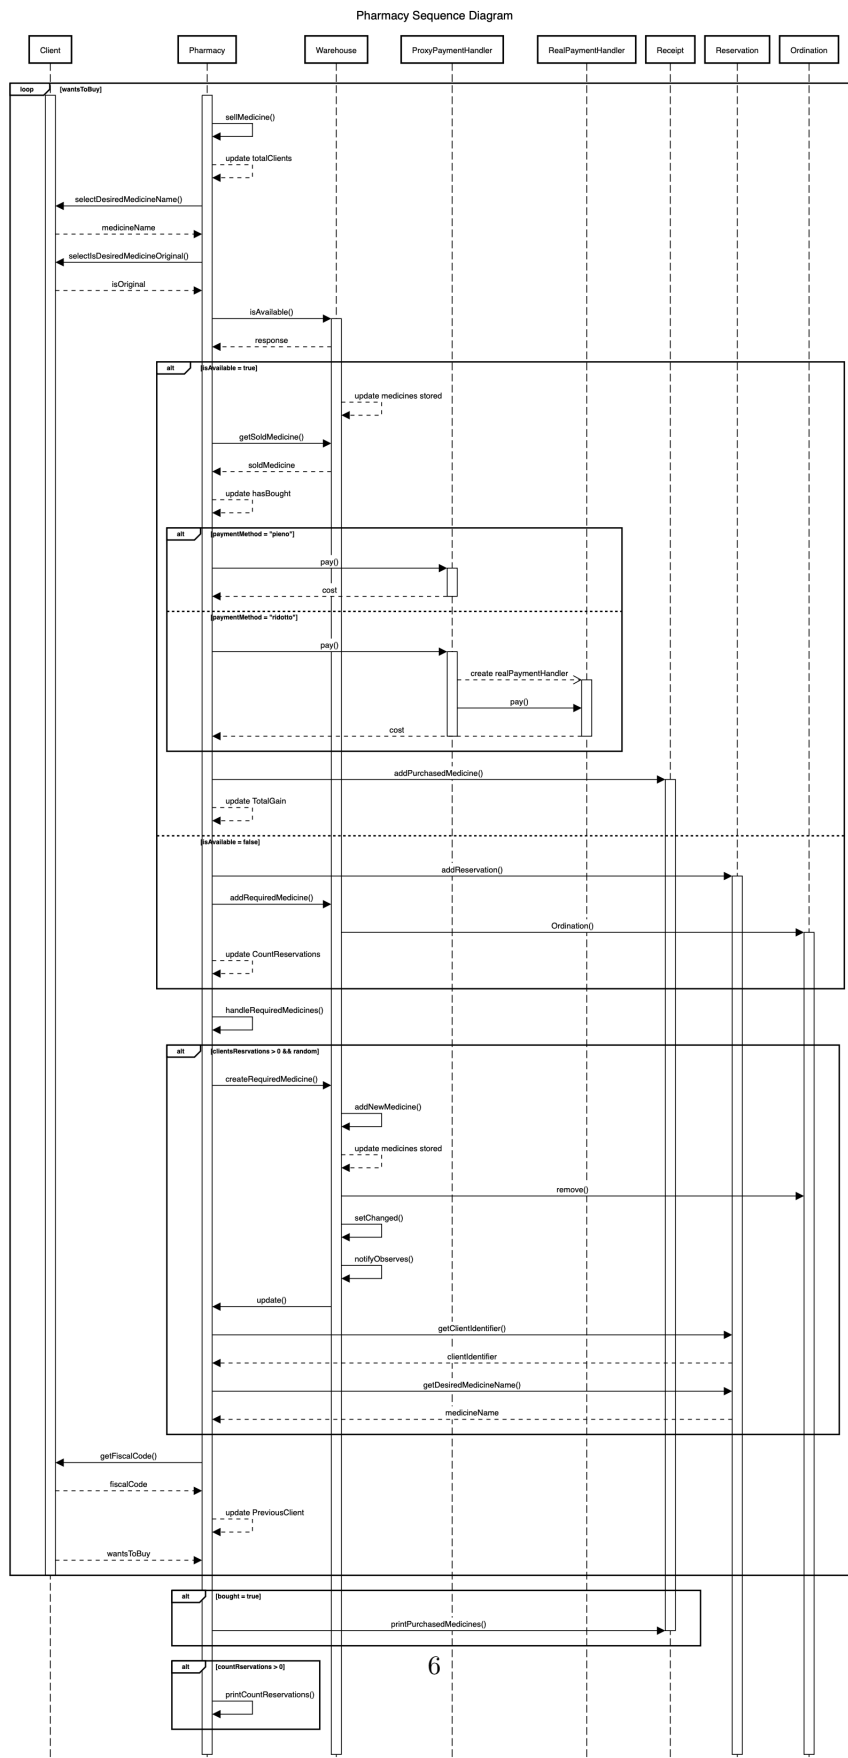 Pharmacy Sequence Diagram
Client
Pharmacy
Warehouse
ProxyPaymentHandler
RealPaymentHandler
Receipt
Reservation
Ordination
loop
[wantsToBuy]
sellMedicine()
update totalClients
selectDesiredMedicineName()
medicineName
selectIsDesiredMedicineOriginal()
isOriginal
isAvailable()
response
alt
[isAvailable = true]
update medicines stored
getSoldMedicine()
soldMedicine
update hasBought
alt
[paymentMethod = "pieno"]
pay()
cost
[paymentMethod = "ridotto"]
pay()
create realPaymentHandler
pay()
cost
addPurchasedMedicine()
update TotalGain
[isAvailable = false]
addReservation()
addRequiredMedicine()
Ordination()
update CountReservations
handleRequiredMedicines()
alt
[clientsResrvations > 0 && random]
createRequiredMedicine()
addNewMedicine()
update medicines stored
remove()
setChanged()
notifyObserves()
update()
getClientIdentifier()
clientIdentifier
getDesiredMedicineName()
medicineName
getFiscalCode()
fiscalCode
update PreviousClient
wantsToBuy
alt
[bought = true]
printPurchasedMedicines()
6
alt
[countRservations > 0]
printCountReservations()